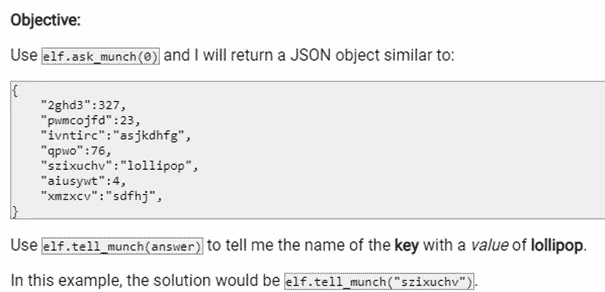 Objective:
Use elf.ask_munch(0) and I will return a JSON object similar to:
{
    "2ghd3":327,
    "pwmcojfd":23,
    "ivntirc":"asjkdhfg",
    "qpwo":76,
    "szixuchv":"lollipop",
    "aiusywt":4,
    "xmzxcv":"sdfhj",
}
Use elf.tell_munch(answer) to tell me the name of the key with a value of lollipop.
In this example, the solution would be elf.tell_munch("szixuchv").